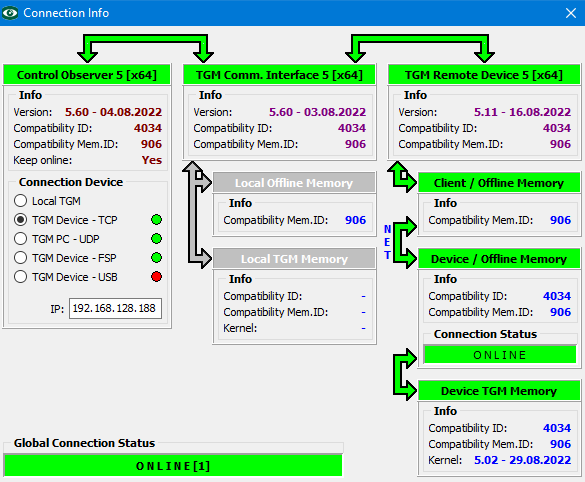 Connection Info
Control Observer 5 [x64]
Info
Version: 5.60 - 04.08.2022
Compatibility ID: 4034
Compatibility Mem.ID: 906
Keep online: Yes
Connection Device
Local TGM
TGM Device - TCP
TGM PC - UDP
TGM Device - FSP
TGM Device - USB
IP: 192.168.128.188
TGM Comm. Interface 5 [x64]
Info
Version: 5.60 - 03.08.2022
Compatibility ID: 4034
Compatibility Mem.ID: 906
Local Offline Memory
Info
Compatibility Mem.ID: 906
Local TGM Memory
Info
Compatibility ID: -
Compatibility Mem.ID: -
Kernel: -
TGM Remote Device 5 [x64]
Info
Version: 5.11 - 16.08.2022
Compatibility ID: 4034
Compatibility Mem.ID: 906
Client / Offline Memory
Info
Compatibility Mem.ID: 906
NET
Device / Offline Memory
Info
Compatibility ID: 4034
Compatibility Mem.ID: 906
Connection Status
ONLINE
Device TGM Memory
Info
Compatibility ID: 4034
Compatibility Mem.ID: 906
Kernel: 5.02 - 29.08.2022
Global Connection Status
ONLINE[1]